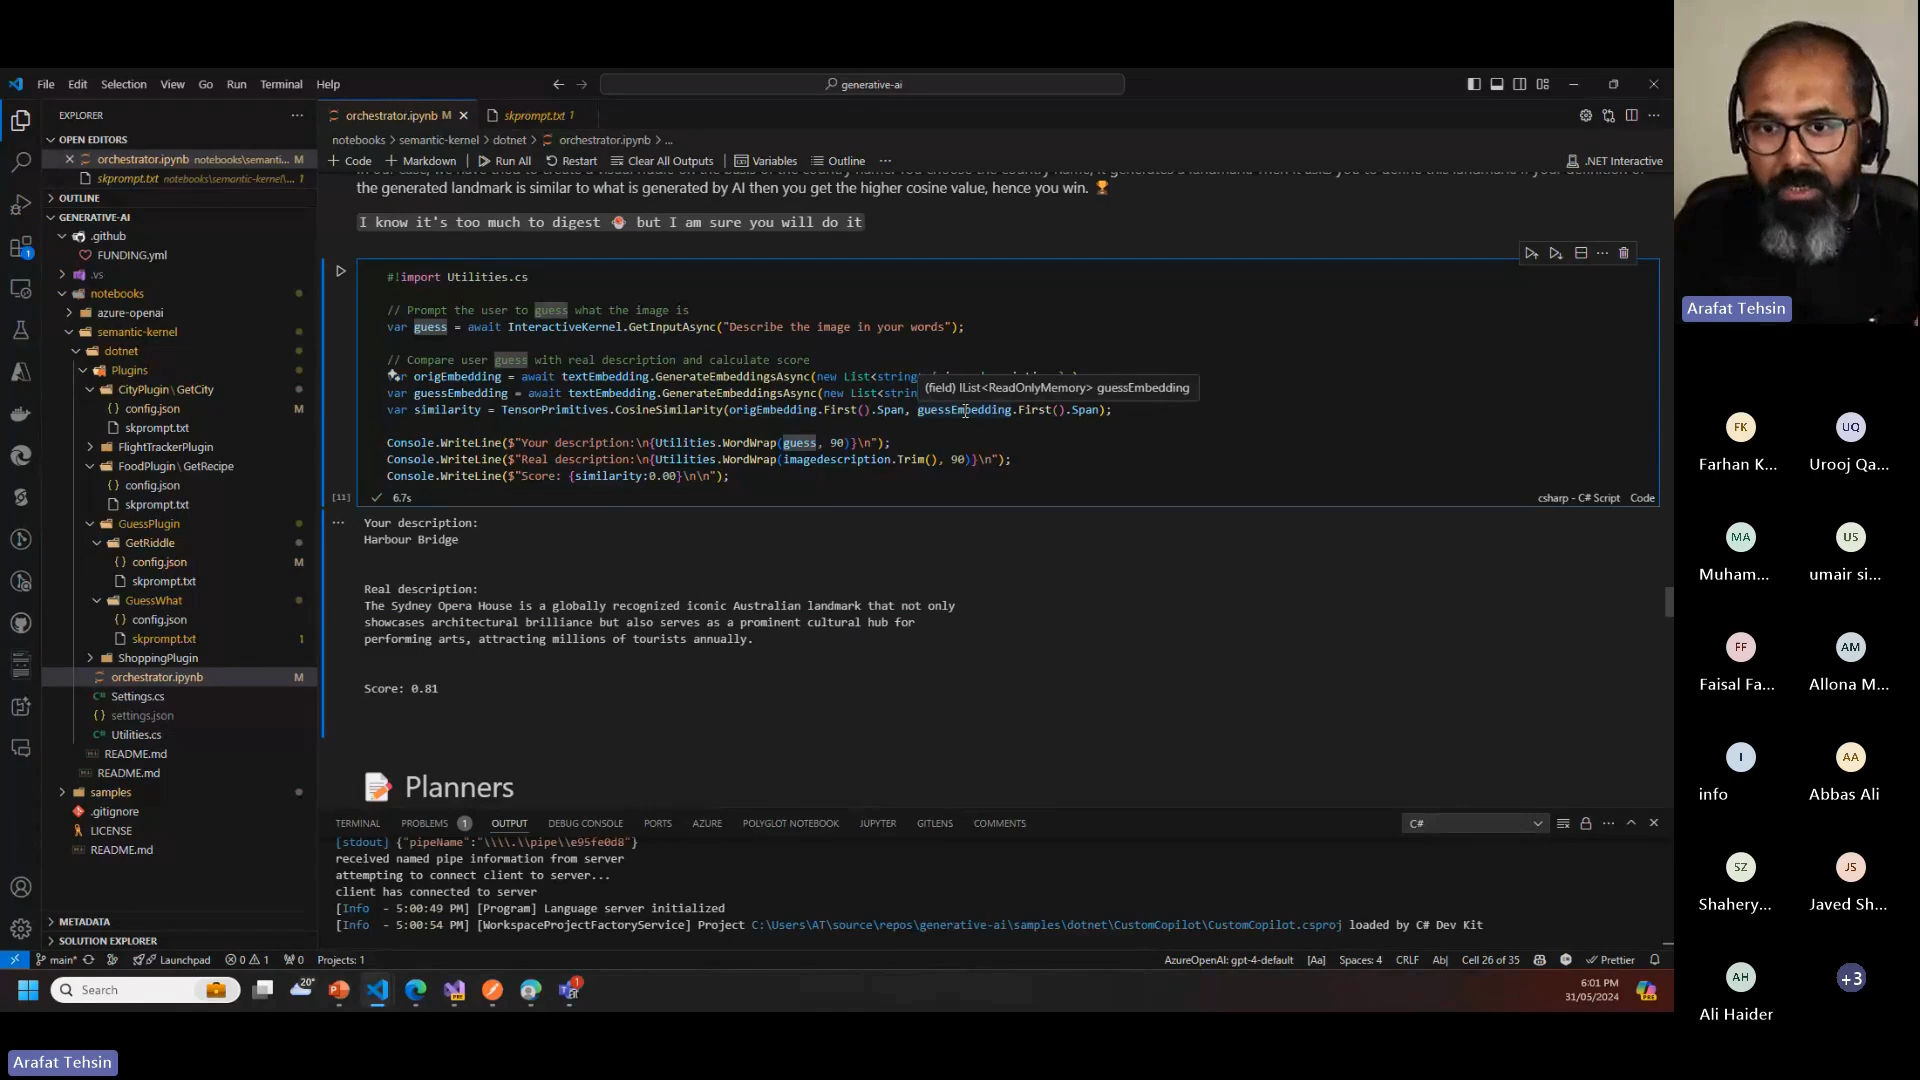 File Edit Selection View Go Run Terminal Help
generative-ai
EXPLORER
OPEN EDITORS
orchestrator.ipynb notebooks\semanti... M
skprompt.txt notebooks\semantic-kernel\... 1
OUTLINE
GENERATIVE-AI
.github
FUNDING.yml
.vs
notebooks
azure-openai
semantic-kernel
dotnet
Plugins
CityPlugin \ GetCity
config.json M
skprompt.txt
FlightTrackerPlugin
FoodPlugin \ GetRecipe
config.json
skprompt.txt
GuessPlugin
GetRiddle
config.json M
skprompt.txt
GuessWhat
config.json
skprompt.txt 1
ShoppingPlugin
orchestrator.ipynb M
Settings.cs
settings.json
Utilities.cs
README.md
README.md
samples
.gitignore
LICENSE
README.md
METADATA
SOLUTION EXPLORER
orchestrator.ipynb M
skprompt.txt 1
notebooks > semantic-kernel > dotnet > orchestrator.ipynb > ...
+ Code + Markdown Run All Restart Clear All Outputs Variables Outline ...
.NET Interactive
the generated landmark is similar to what is generated by AI then you get the higher cosine value, hence you win. 🏆
I know it's too much to digest but I am sure you will do it
#!import Utilities.cs
// Prompt the user to guess what the image is
var guess = await InteractiveKernel.GetInputAsync("Describe the image in your words");
// Compare user guess with real description and calculate score
var origEmbedding = await textEmbedding.GenerateEmbeddingsAsync(new List<string
var guessEmbedding = await textEmbedding.GenerateEmbeddingsAsync(new List<string
(field) IList<ReadOnlyMemory> guessEmbedding
var similarity = TensorPrimitives.CosineSimilarity(origEmbedding.First().Span, guessEmbedding.First().Span);
Console.WriteLine($"Your description:\n{Utilities.WordWrap(guess, 90)}\n");
Console.WriteLine($"Real description:\n{Utilities.WordWrap(imagedescription.Trim(), 90)}\n");
Console.WriteLine($"Score: {similarity:0.00}\n\n");
[11] 6.7s
csharp - C# Script Code
Your description:
Harbour Bridge
Real description:
The Sydney Opera House is a globally recognized iconic Australian landmark that not only
showcases architectural brilliance but also serves as a prominent cultural hub for
performing arts, attracting millions of tourists annually.
Score: 0.81
Planners
TERMINAL PROBLEMS 1 OUTPUT DEBUG CONSOLE PORTS AZURE POLYGLOT NOTEBOOK JUPYTER GITLENS COMMENTS
C#
[stdout] {"pipeName":"\\\\.\\pipe\\e95fe0d8"}
received named pipe information from server
attempting to connect client to server...
client has connected to server
[Info - 5:00:49 PM] [Program] Language server initialized
[Info - 5:00:54 PM] [WorkspaceProjectFactoryService] Project C:\Users\AT\source\repos\generative-ai\samples\dotnet\CustomCopilot\CustomCopilot.csproj loaded by C# Dev Kit
main* Launchpad 0 1 0 Projects: 1
AzureOpenAI: gpt-4-default [Aa] Spaces: 4 CRLF Ab| Cell 26 of 35 Prettier
Search
20°
6:01 PM
31/05/2024
Arafat Tehsin
FK UQ
Farhan K... Urooj Qa...
MA US
Muham... umair si...
FF AM
Faisal Fa... Allona M...
I AA
info Abbas Ali
SZ JS
Shahery... Javed Sh...
AH +3
Ali Haider
Arafat Tehsin